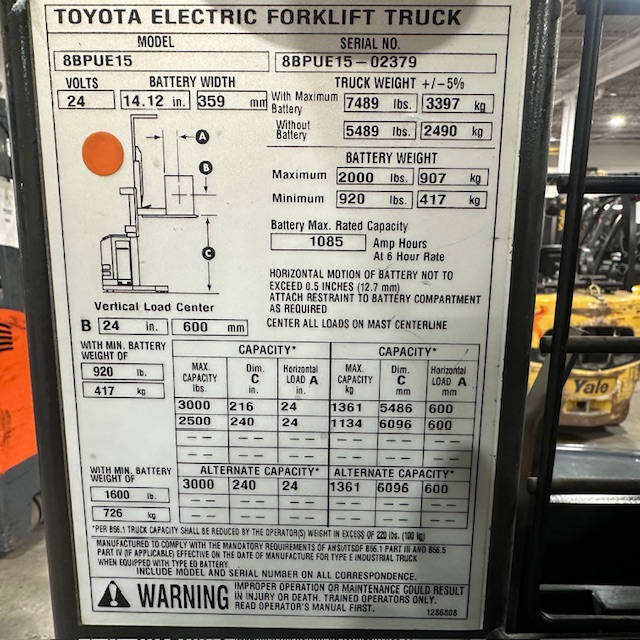 TOYOTA ELECTRIC FORKLIFT TRUCK
MODEL SERIAL NO.
8BPUE15 8BPUE15-02379
VOLTS BATTERY WIDTH TRUCK WEIGHT +/-5%
24 14.12 in. 359 mm With Maximum Battery 7489 lbs. 3397 kg
Without Battery 5489 lbs. 2490 kg
A
B
C
BATTERY WEIGHT
Maximum 2000 lbs. 907 kg
Minimum 920 lbs. 417 kg
Battery Max. Rated Capacity
1085 Amp Hours
At 6 Hour Rate
HORIZONTAL MOTION OF BATTERY NOT TO
EXCEED 0.5 INCHES (12.7 mm)
ATTACH RESTRAINT TO BATTERY COMPARTMENT
AS REQUIRED
CENTER ALL LOADS ON MAST CENTERLINE
Vertical Load Center
B 24 in. 600 mm
WITH MIN. BATTERY
WEIGHT OF
920 lb.
417 kg
CAPACITY* CAPACITY*
MAX. CAPACITY lbs. Dim. C in. Horizontal LOAD A in. MAX. CAPACITY kg Dim. C mm Horizontal LOAD A mm
3000 216 24 1361 5486 600
2500 240 24 1134 6096 600
-- -- -- -- -- --
-- -- -- -- -- --
WITH MIN. BATTERY
WEIGHT OF
1600 lb.
726 kg
ALTERNATE CAPACITY* ALTERNATE CAPACITY*
3000 240 24 1361 6096 600
-- -- -- -- -- --
-- -- -- -- -- --
*PER B56.1 TRUCK CAPACITY SHALL BE REDUCED BY THE OPERATOR(S) WEIGHT IN EXCESS OF 220 lbs. (100 kg)
MANUFACTURED TO COMPLY WITH THE MANDATORY REQUIREMENTS OF ANSI/ITSDF B56.1 PART III AND B56.5
PART IV (IF APPLICABLE) EFFECTIVE ON THE DATE OF MANUFACTURE FOR TYPE E INDUSTRIAL TRUCK
WHEN EQUIPPED WITH TYPE EO BATTERY.
INCLUDE MODEL AND SERIAL NUMBER ON ALL CORRESPONDENCE.
WARNING IMPROPER OPERATION OR MAINTENANCE COULD RESULT
IN INJURY OR DEATH. TRAINED OPERATORS ONLY.
READ OPERATOR'S MANUAL FIRST.
1286808
Yale